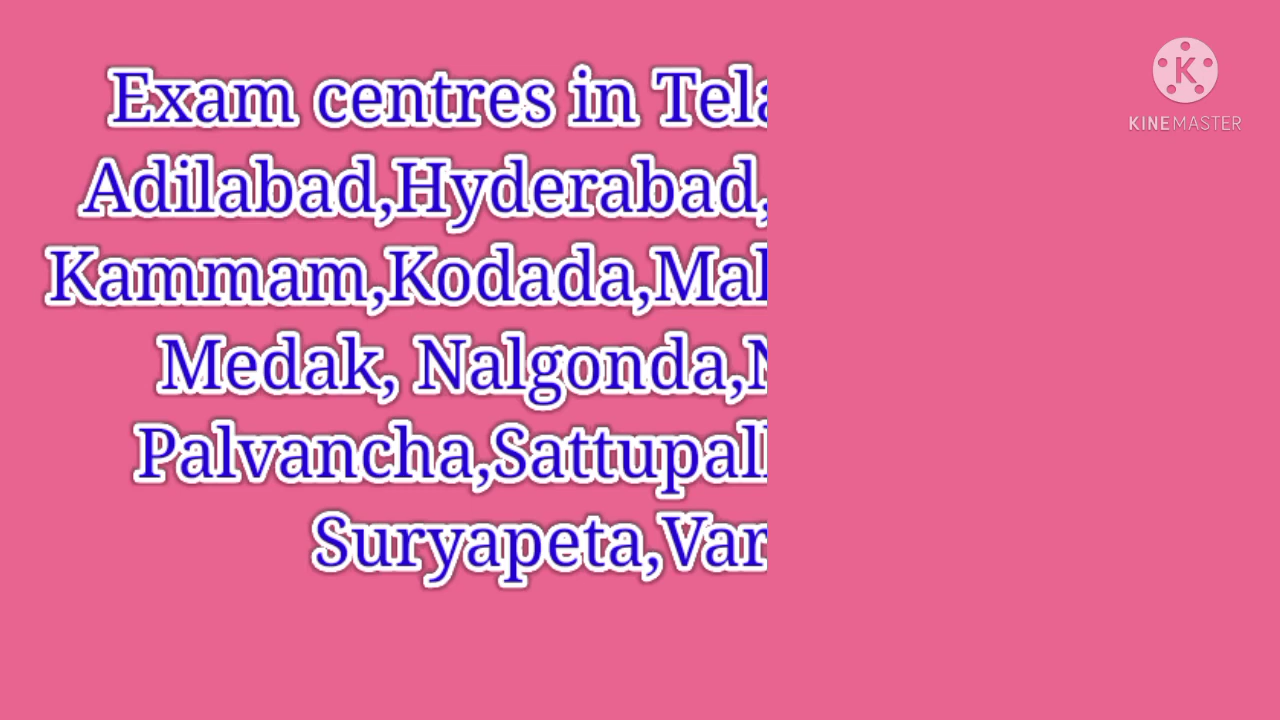 Exam centres in
Adilabad,Hyderabad,
Kammam,Kodada,
Medak, Nalgonda,
Palvancha,
Suryapeta,
KINEMASTER